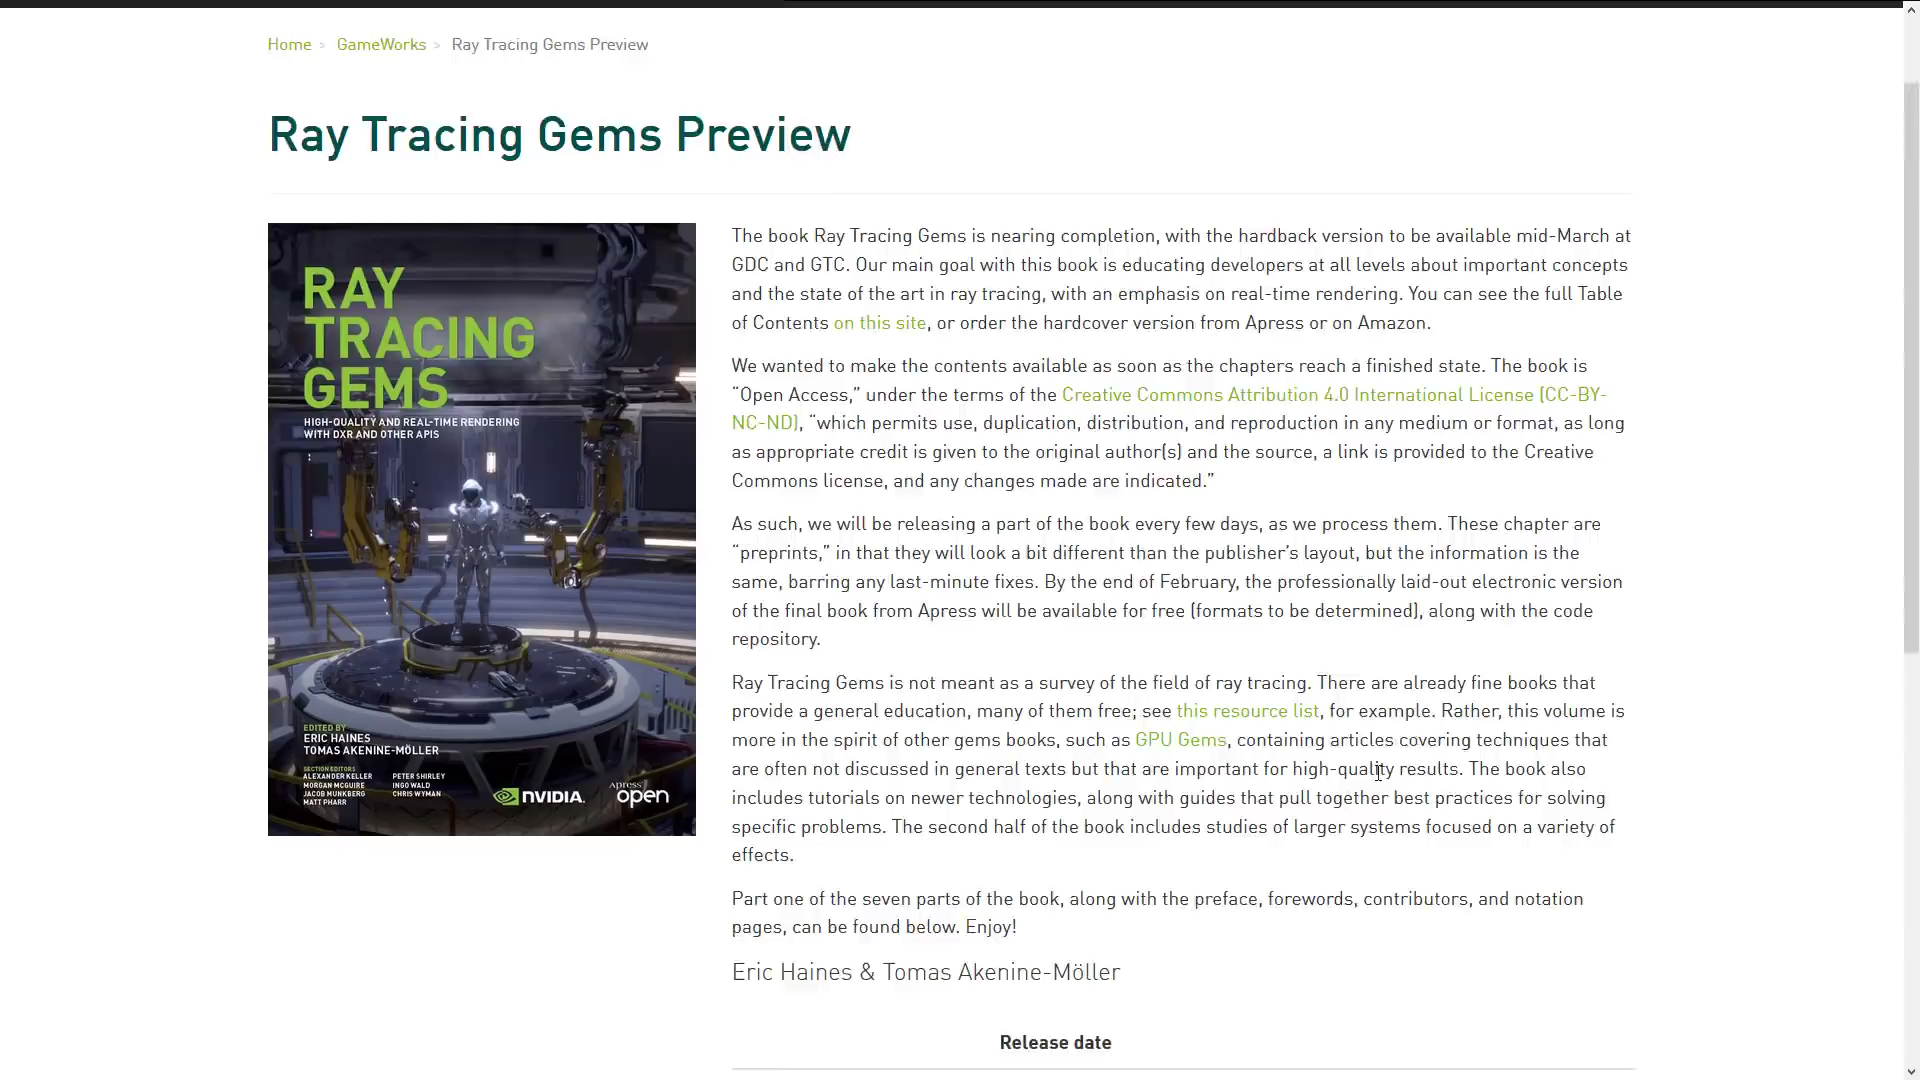 Home > GameWorks > Ray Tracing Gems Preview
Ray Tracing Gems Preview
RAY
TRACING
GEMS
HIGH-QUALITY AND REAL-TIME RENDERING
WITH DXR AND OTHER APIS
EDITED BY
ERIC HAINES
TOMAS AKENINE-MÖLLER
SECTION EDITORS
ALEXANDER KELLER
MORGAN MCGUIRE
JACOB MUNKBERG
MATT PHARR
PETER SHIRLEY
INGO WALD
CHRIS WYMAN
NVIDIA.
Apress
open
The book Ray Tracing Gems is nearing completion, with the hardback version to be available mid-March at
GDC and GTC. Our main goal with this book is educating developers at all levels about important concepts
and the state of the art in ray tracing, with an emphasis on real-time rendering. You can see the full Table
of Contents on this site, or order the hardcover version from Apress or on Amazon.
We wanted to make the contents available as soon as the chapters reach a finished state. The book is
“Open Access,” under the terms of the Creative Commons Attribution 4.0 International License (CC-BY-
NC-ND), “which permits use, duplication, distribution, and reproduction in any medium or format, as long
as appropriate credit is given to the original author(s) and the source, a link is provided to the Creative
Commons license, and any changes made are indicated.”
As such, we will be releasing a part of the book every few days, as we process them. These chapter are
“preprints,” in that they will look a bit different than the publisher’s layout, but the information is the
same, barring any last-minute fixes. By the end of February, the professionally laid-out electronic version
of the final book from Apress will be available for free (formats to be determined), along with the code
repository.
Ray Tracing Gems is not meant as a survey of the field of ray tracing. There are already fine books that
provide a general education, many of them free; see this resource list, for example. Rather, this volume is
more in the spirit of other gems books, such as GPU Gems, containing articles covering techniques that
are often not discussed in general texts but that are important for high-quality results. The book also
includes tutorials on newer technologies, along with guides that pull together best practices for solving
specific problems. The second half of the book includes studies of larger systems focused on a variety of
effects.
Part one of the seven parts of the book, along with the preface, forewords, contributors, and notation
pages, can be found below. Enjoy!
Eric Haines & Tomas Akenine-Möller
Release date